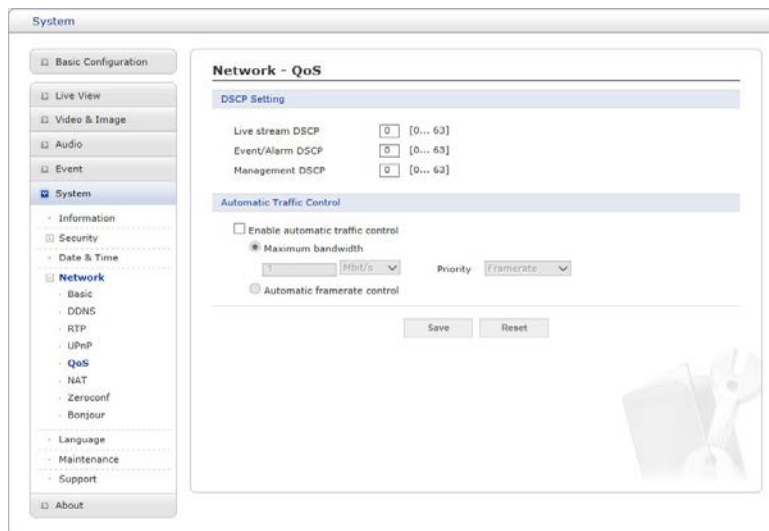 System
Basic Configuration
Live View
Video & Image
Audio
Event
System
Information
Security
Date & Time
Network
Basic
DDNS
RTP
UPnP
QoS
NAT
Zeroconf
Bonjour
Language
Maintenance
Support
About
Network - QoS
DSCP Setting
Live stream DSCP 0 [0... 63]
Event/Alarm DSCP 0 [0... 63]
Management DSCP 0 [0... 63]
Automatic Traffic Control
Enable automatic traffic control
Maximum bandwidth
1 Mbit/s Priority Framerate
Automatic framerate control
Save Reset